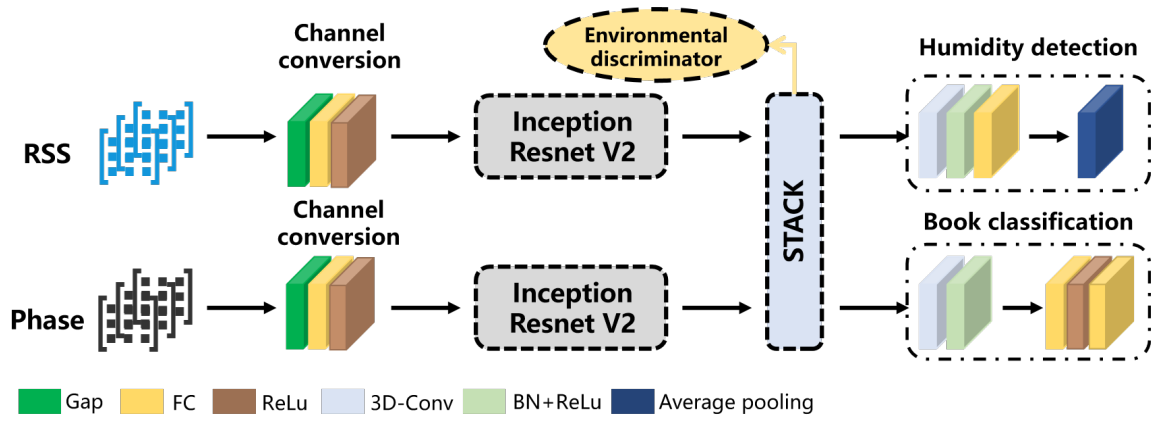 Environmental
discriminator
Channel
conversion
Humidity detection
RSS
Inception
Resnet V2
STACK
Channel
conversion
Book classification
Phase
Inception
Resnet V2
Gap
FC
ReLu
3D-Conv
BN+ReLu
Average pooling